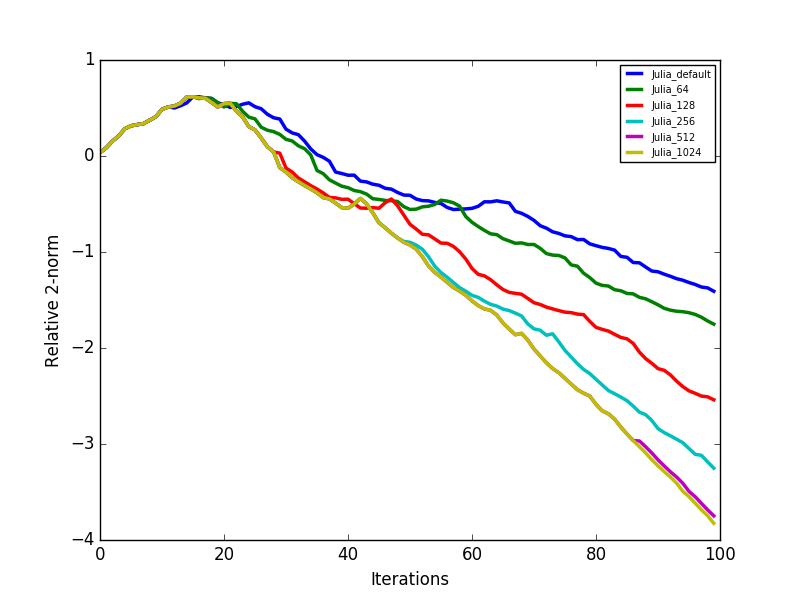 1
0
−1
−2
−3
−4
Relative 2-norm
0 20 40 60 80 100
Iterations
Julia_default
Julia_64
Julia_128
Julia_256
Julia_512
Julia_1024